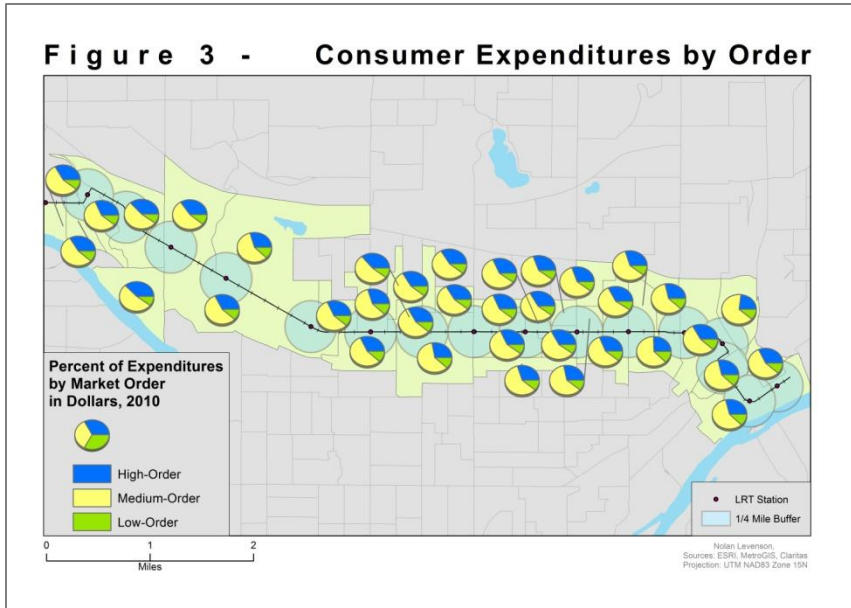 Figure 3 - Consumer Expenditures by Order
Percent of Expenditures
by Market Order
in Dollars, 2010
High-Order
Medium-Order
Low-Order
LRT Station
1/4 Mile Buffer
0 1 2
Miles
Nolan Levenson,
Sources: ESRI, MetroGIS, Claritas
Projection: UTM NAD83 Zone 15N